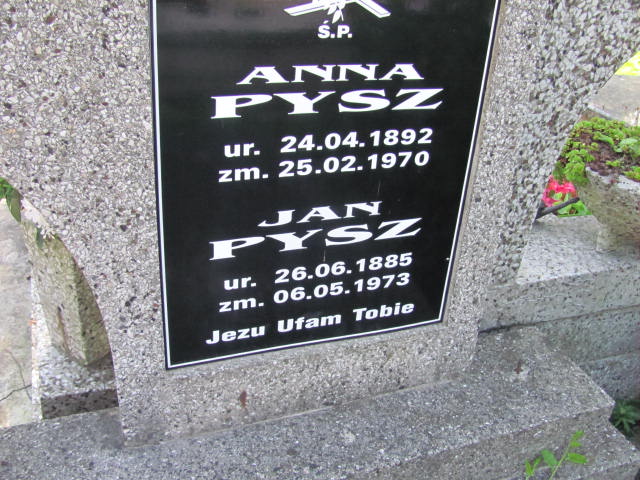 Ś.P.
ANNA
PYSZ
ur. 24.04.1892
zm. 25.02.1970
JAN
PYSZ
ur. 26.06.1885
zm. 06.05.1973
Jezu Ufam Tobie